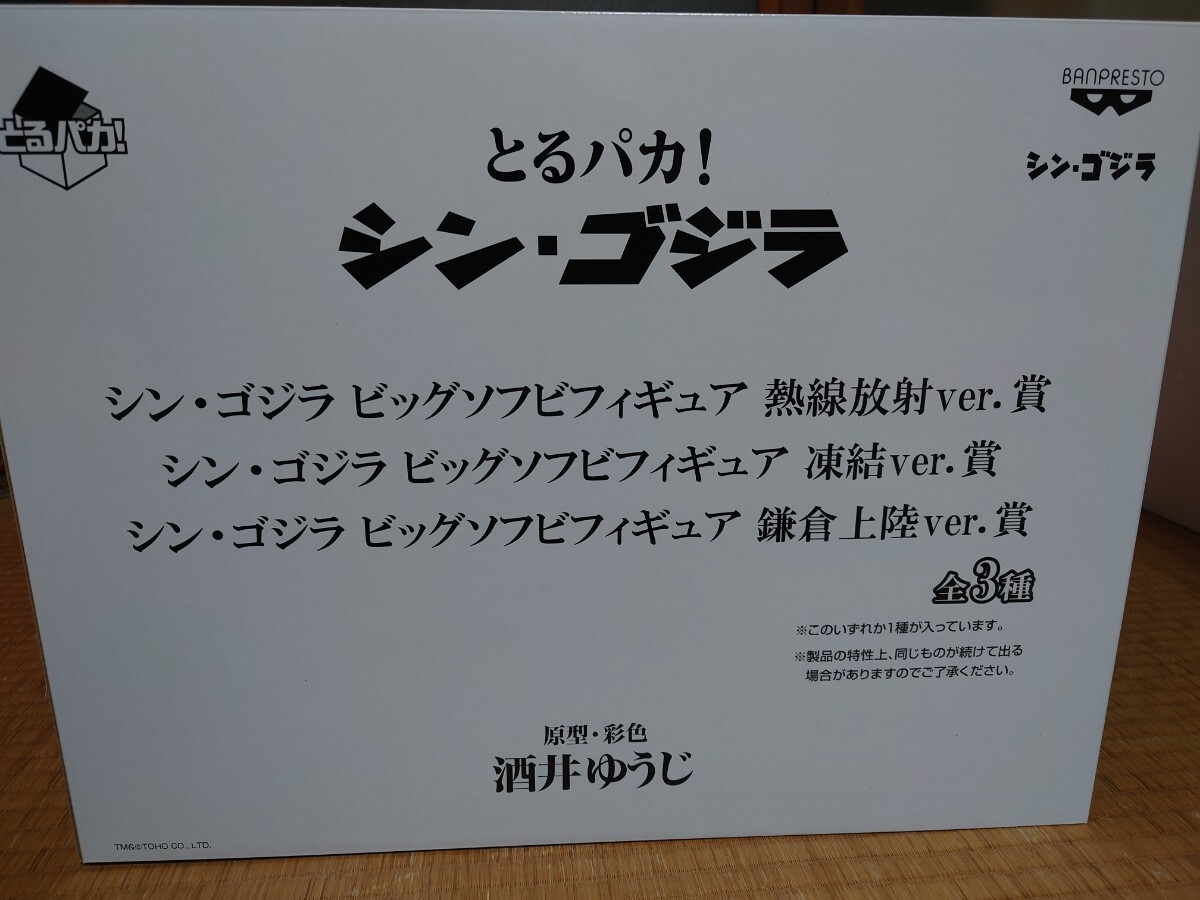 とるパカ!
BANPRESTO
シン・ゴジラ
とるパカ!
シン・ゴジラ
シン・ゴジラ ビッグソフビフィギュア 熱線放射ver.賞
シン・ゴジラ ビッグソフビフィギュア 凍結ver.賞
シン・ゴジラ ビッグソフビフィギュア 鎌倉上陸ver.賞
全3種
※このいずれか1種が入っています。
※製品の特性上、同じものが続けて出る
場合がありますのでご了承ください。
原型・彩色
酒井ゆうじ
TM&©TOHO CO., LTD.